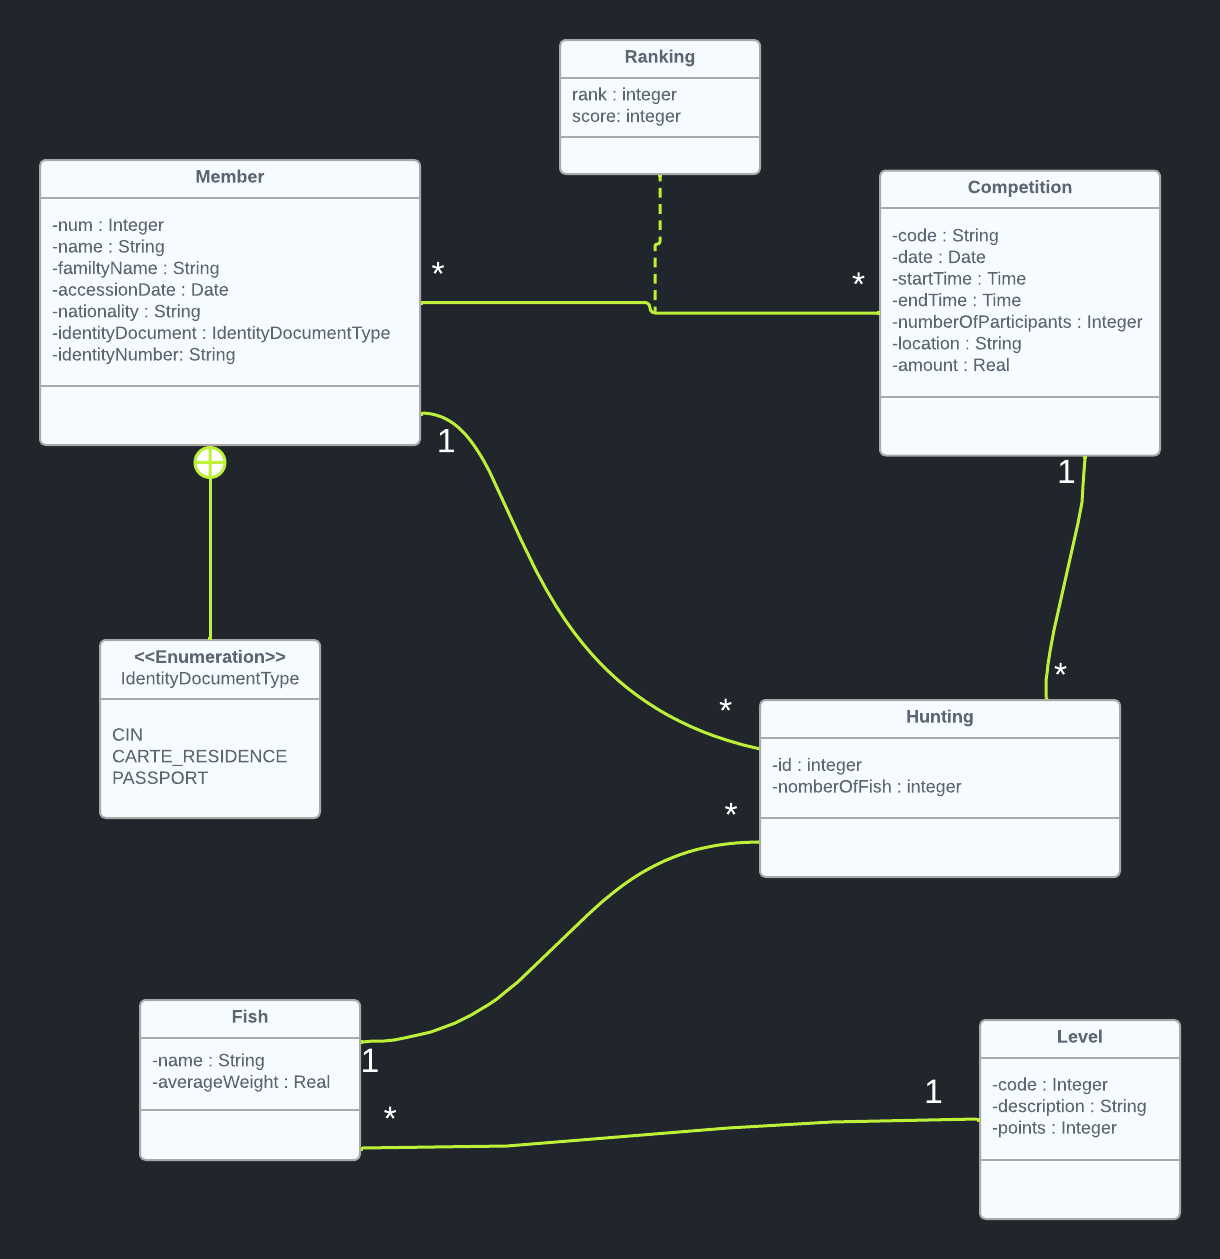 Ranking
rank : integer
score: integer
Member
-num : Integer
-name : String
-familtyName : String
-accessionDate : Date
-nationality : String
-identityDocument : IdentityDocumentType
-identityNumber: String
Competition
-code : String
-date : Date
-startTime : Time
-endTime : Time
-numberOfParticipants : Integer
-location : String
-amount : Real
*
*
1
1
<<Enumeration>>
IdentityDocumentType
CIN
CARTE_RESIDENCE
PASSPORT
*
*
Hunting
-id : integer
-nomberOfFish : integer
*
Fish
-name : String
-averageWeight : Real
1
*
1
Level
-code : Integer
-description : String
-points : Integer